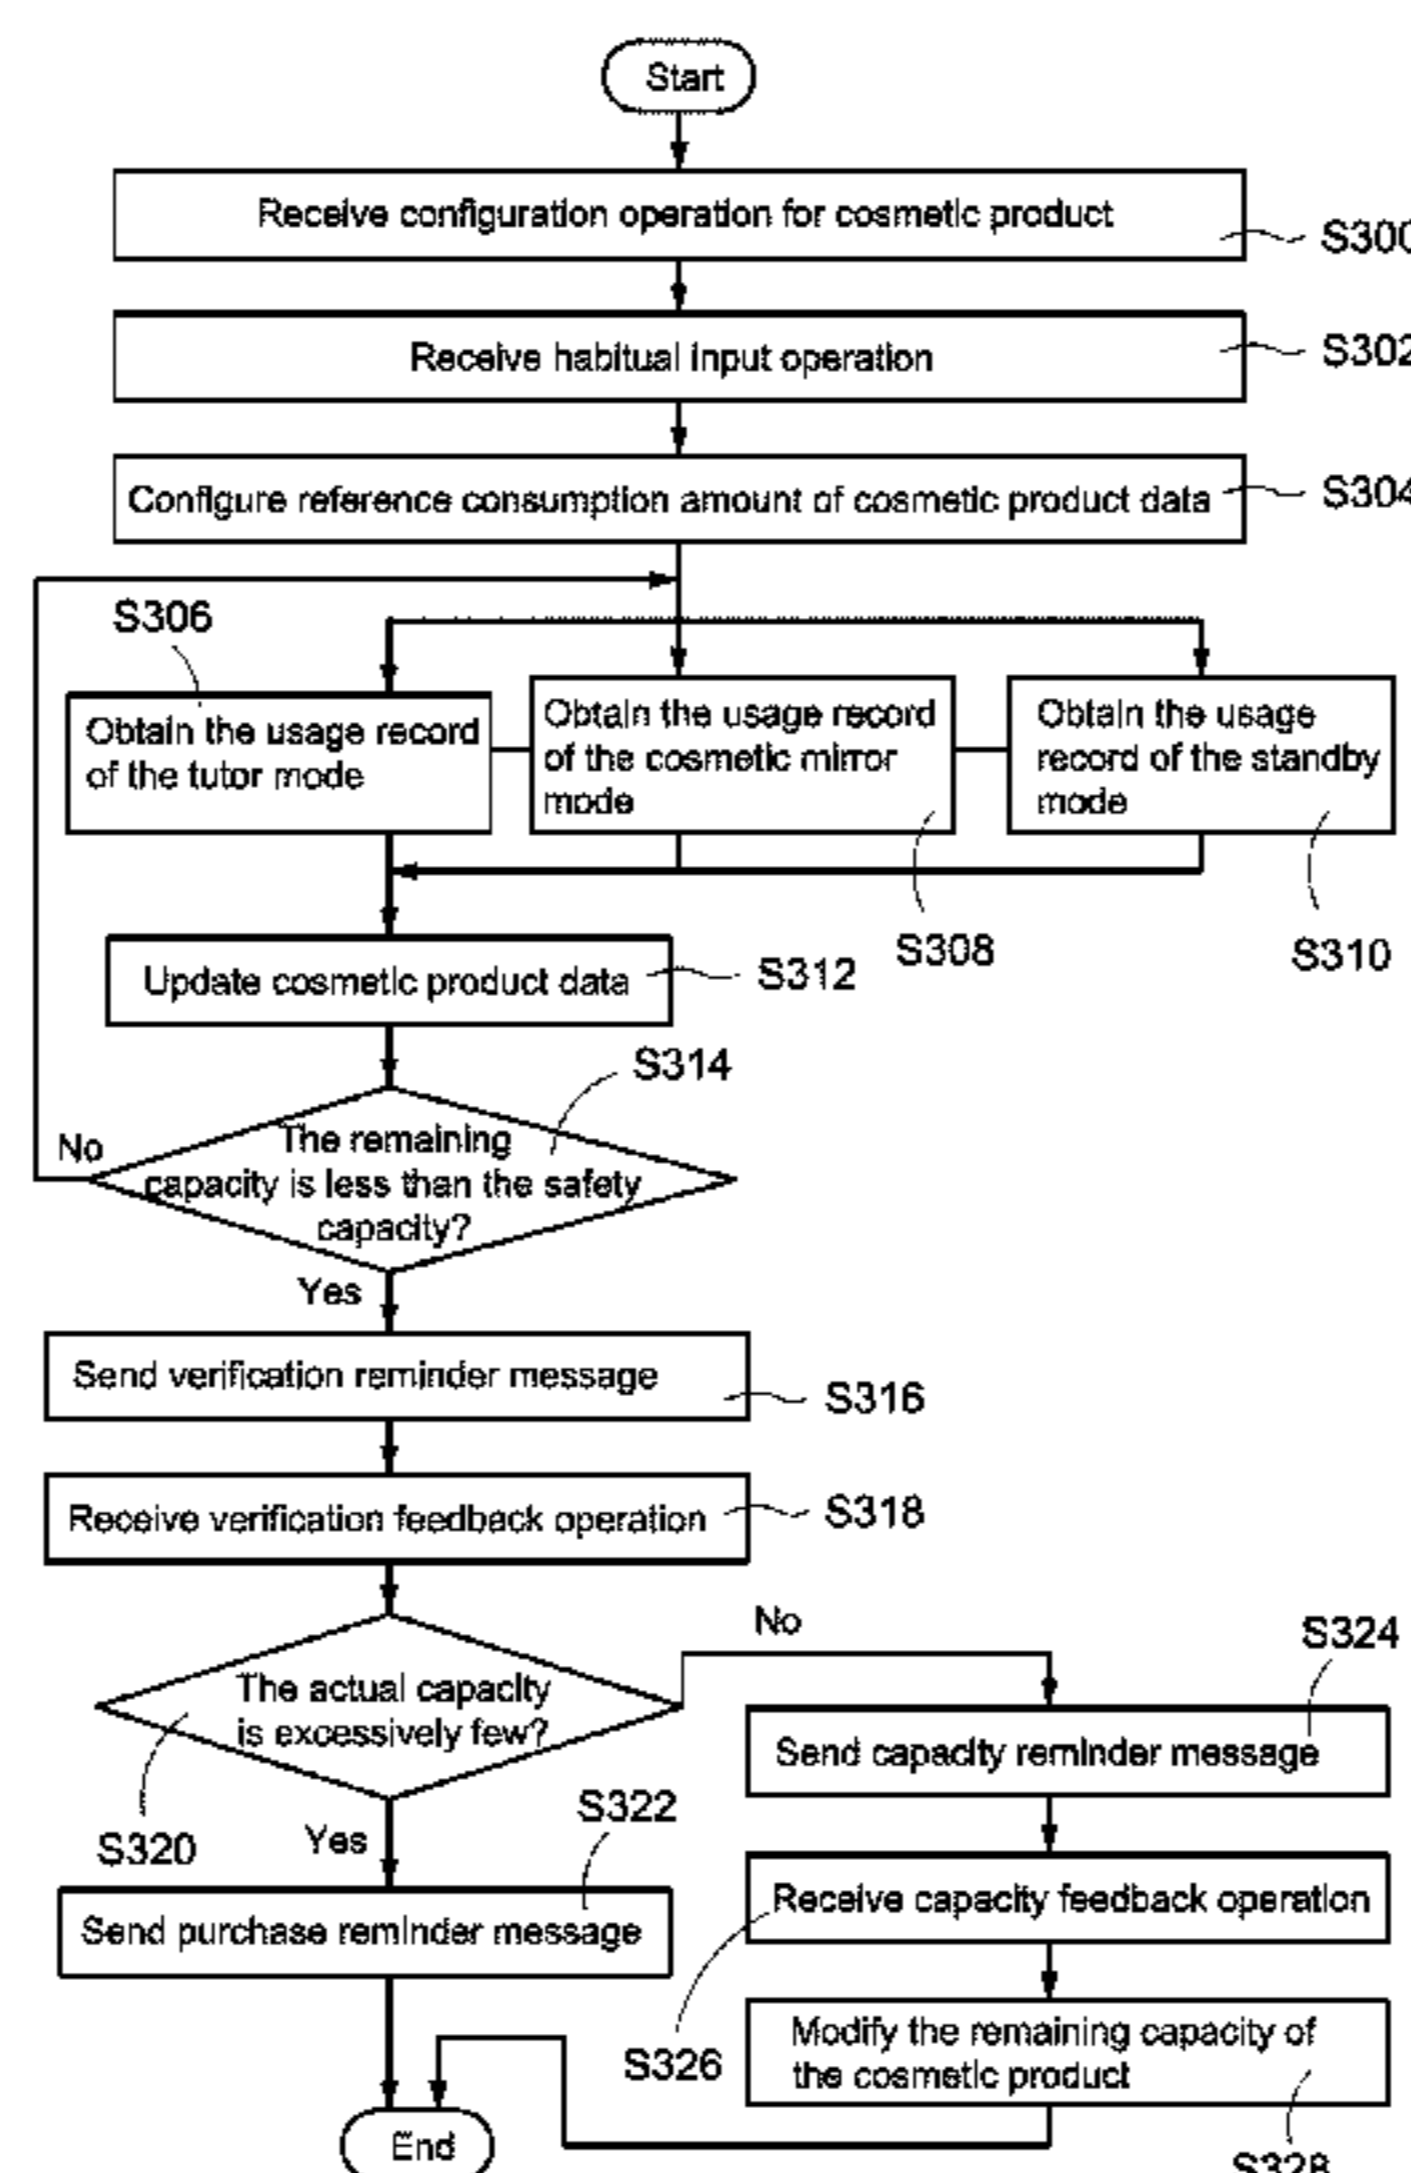 Start
Receive configuration operation for cosmetic product
S300
Receive habitual input operation
S302
Configure reference consumption amount of cosmetic product data
S304
S306
Obtain the usage record
of the tutor mode
Obtain the usage record
of the cosmetic mirror
mode
Obtain the usage
record of the standby
mode
S308
S310
Update cosmetic product data
S312
S314
No
The remaining
capacity is less than the safety
capacity?
Yes
Send verification reminder message
S316
Receive verification feedback operation
S318
No
S324
The actual capacity
is excessively few?
Send capacity reminder message
S320
Yes
S322
Send purchase reminder message
Receive capacity feedback operation
S326
Modify the remaining capacity of
the cosmetic product
End
S328